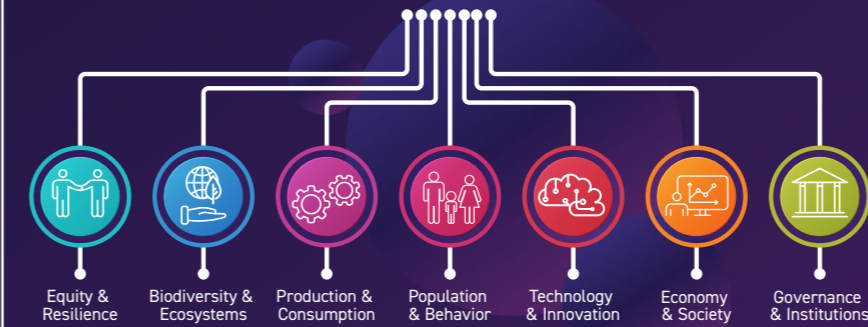 Equity &
Resilience
Biodiversity &
Ecosystems
Production &
Consumption
Population
& Behavior
Technology
& Innovation
Economy
& Society
Governance
& Institutions